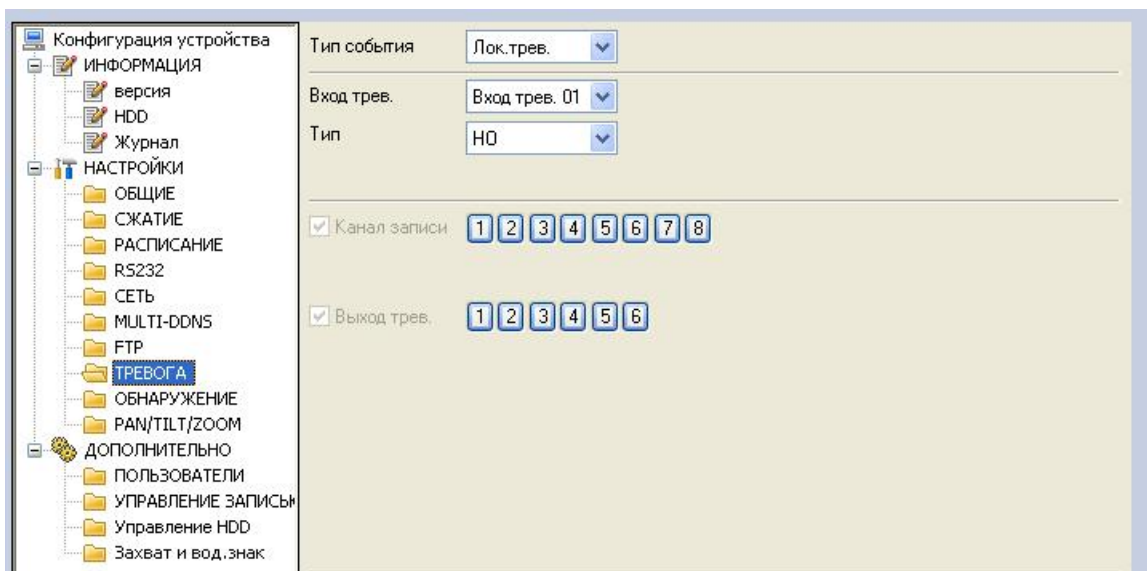 Конфигурация устройства
ИНФОРМАЦИЯ
версия
HDD
Журнал
НАСТРОЙКИ
ОБЩИЕ
СЖАТИЕ
РАСПИСАНИЕ
RS232
СЕТЬ
MULTI-DDNS
FTP
ТРЕВОГА
ОБНАРУЖЕНИЕ
PAN/TILT/ZOOM
ДОПОЛНИТЕЛЬНО
ПОЛЬЗОВАТЕЛИ
УПРАВЛЕНИЕ ЗАПИСЬЮ
Управление HDD
Захват и вод.знак
Тип события Лок.трев.
Вход трев. Вход трев. 01
Тип НО
Канал записи 1 2 3 4 5 6 7 8
Выход трев. 1 2 3 4 5 6